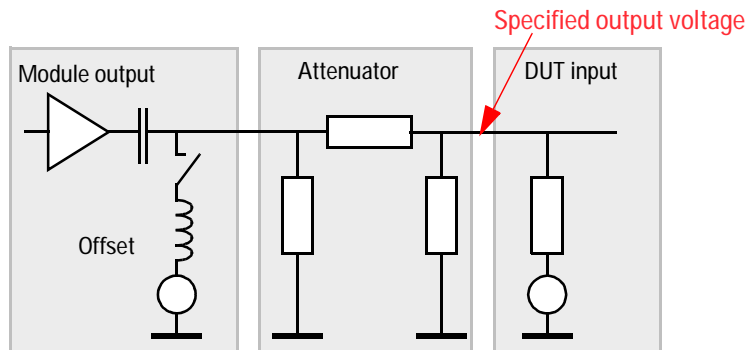 Specified output voltage
Module output
Attenuator
DUT input
Offset